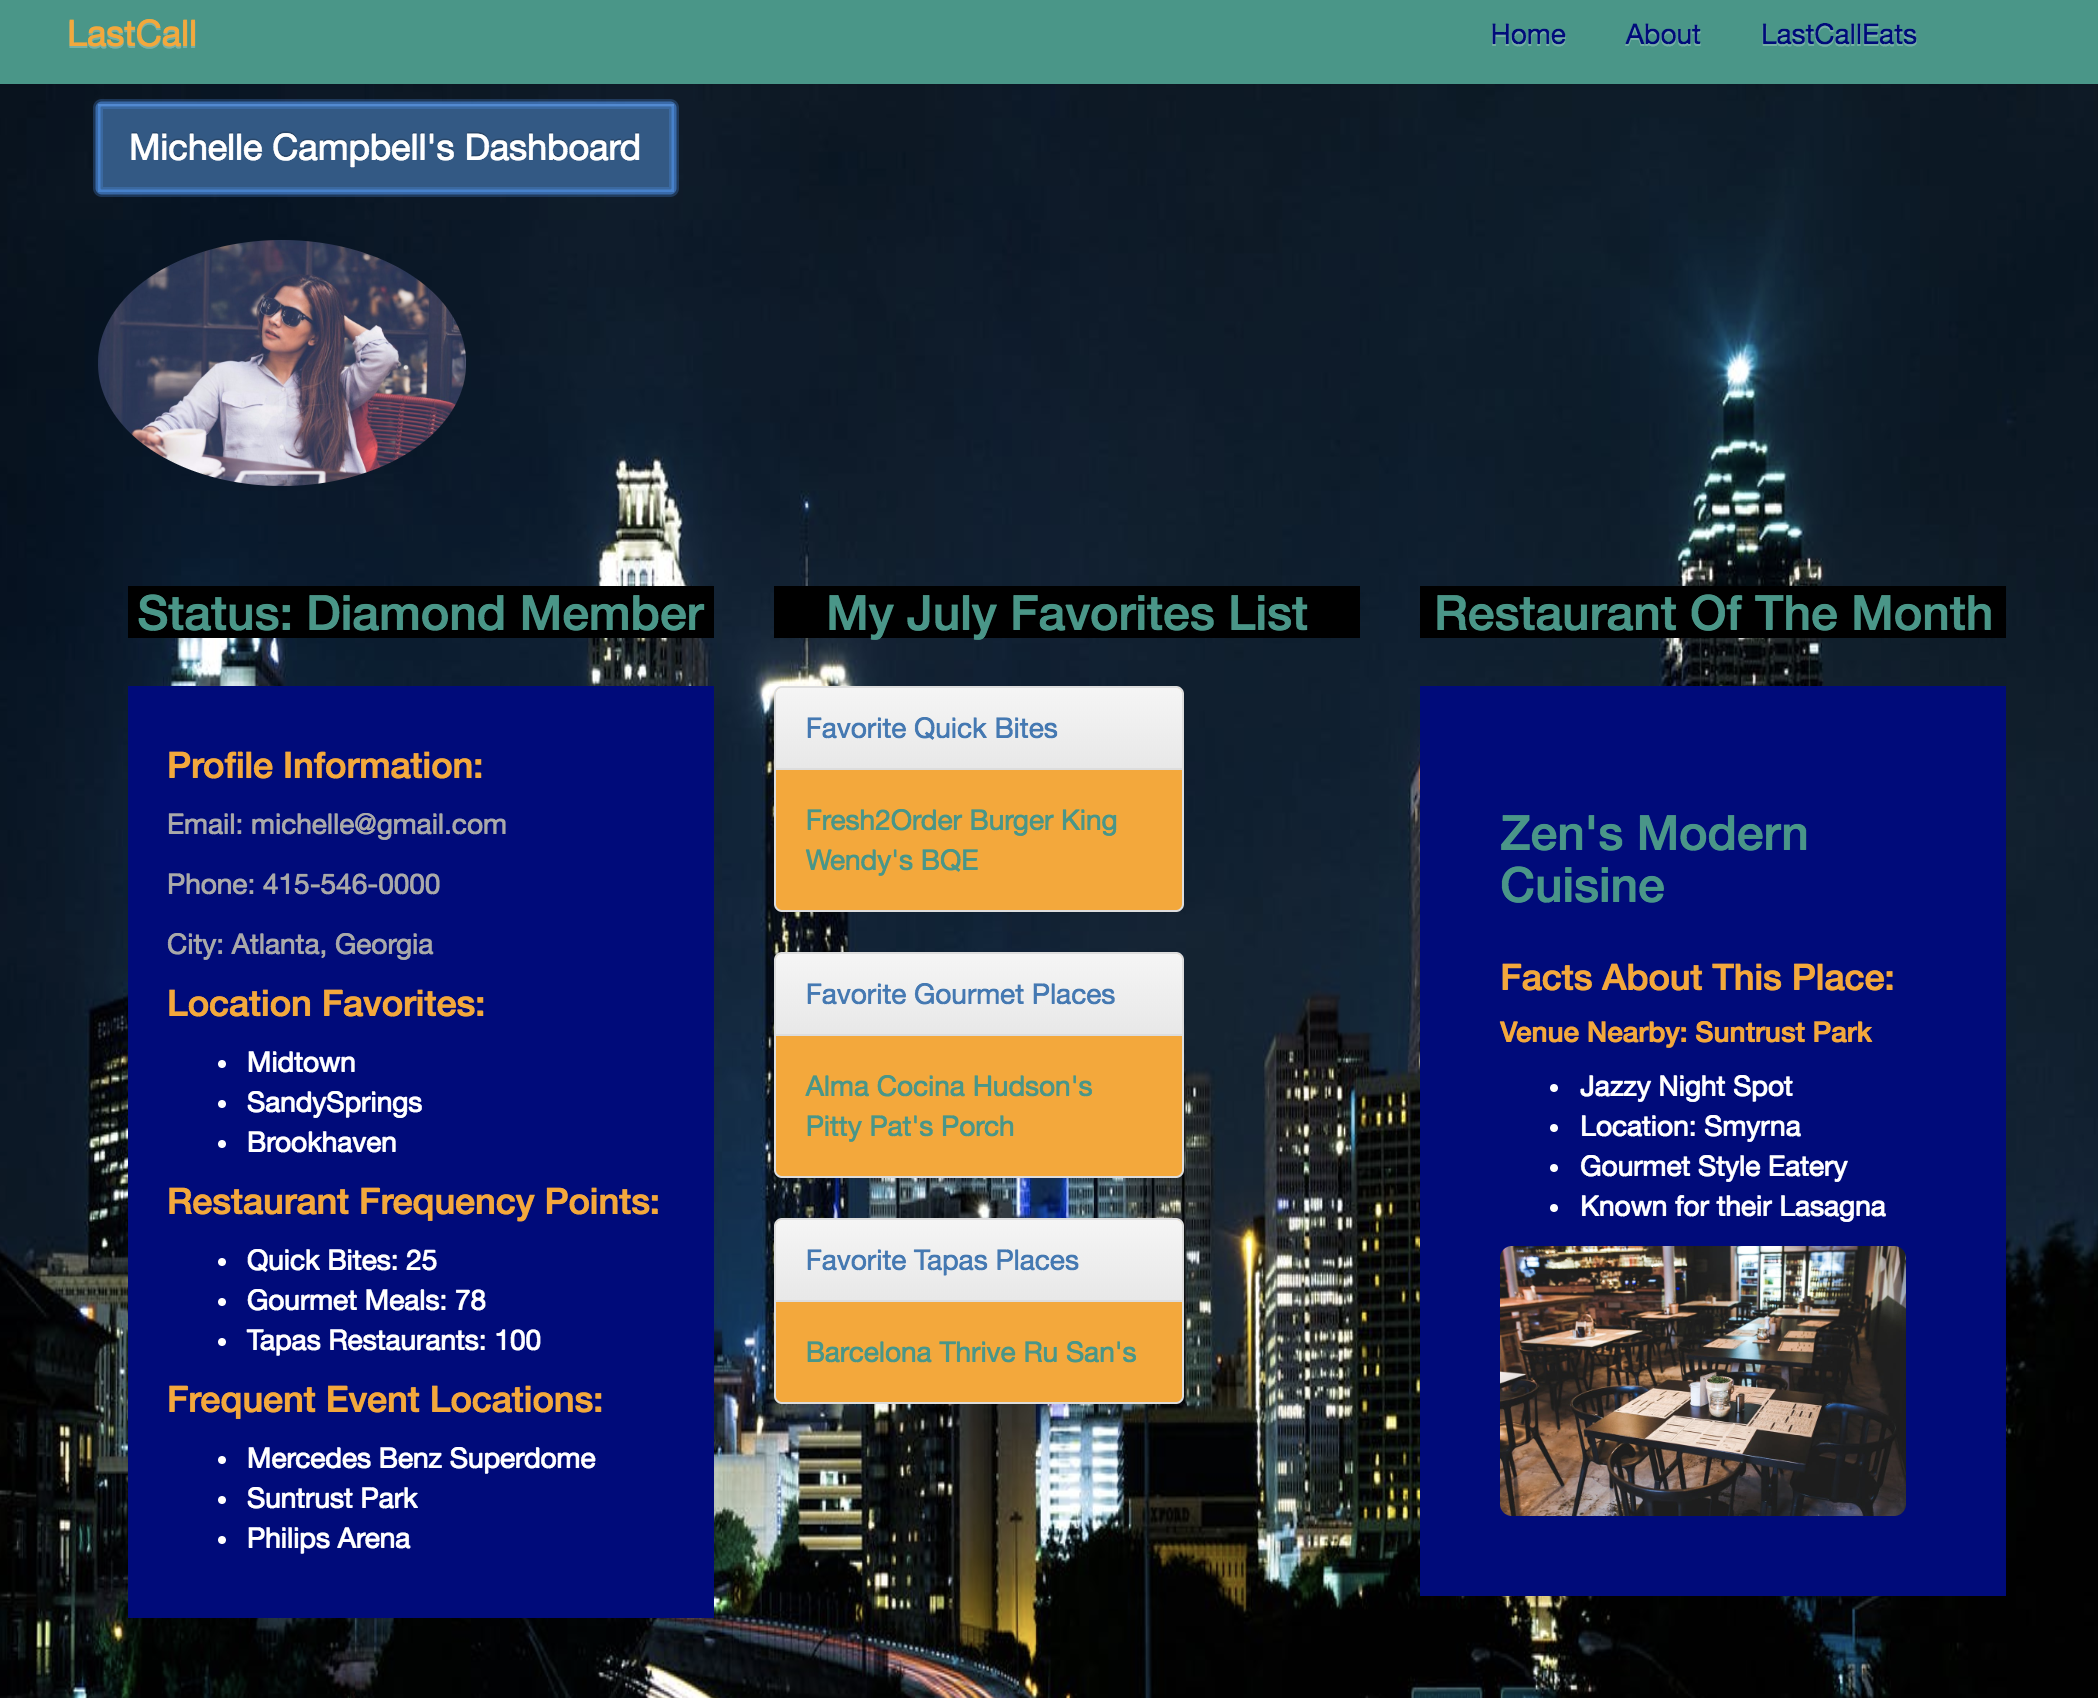 LastCall
Home
About
LastCallEats
Michelle Campbell's Dashboard
Status: Diamond Member
Profile Information:
Email: michelle@gmail.com
Phone: 415-546-0000
City: Atlanta, Georgia
Location Favorites:
Midtown
SandySprings
Brookhaven
Restaurant Frequency Points:
Quick Bites: 25
Gourmet Meals: 78
Tapas Restaurants: 100
Frequent Event Locations:
Mercedes Benz Superdome
Suntrust Park
Philips Arena
My July Favorites List
Favorite Quick Bites
Fresh2Order Burger King
Wendy's BQE
Favorite Gourmet Places
Alma Cocina Hudson's
Pitty Pat's Porch
Favorite Tapas Places
Barcelona Thrive Ru San's
OXFORD
Restaurant Of The Month
Zen's Modern
Cuisine
Facts About This Place:
Venue Nearby: Suntrust Park
Jazzy Night Spot
Location: Smyrna
Gourmet Style Eatery
Known for their Lasagna